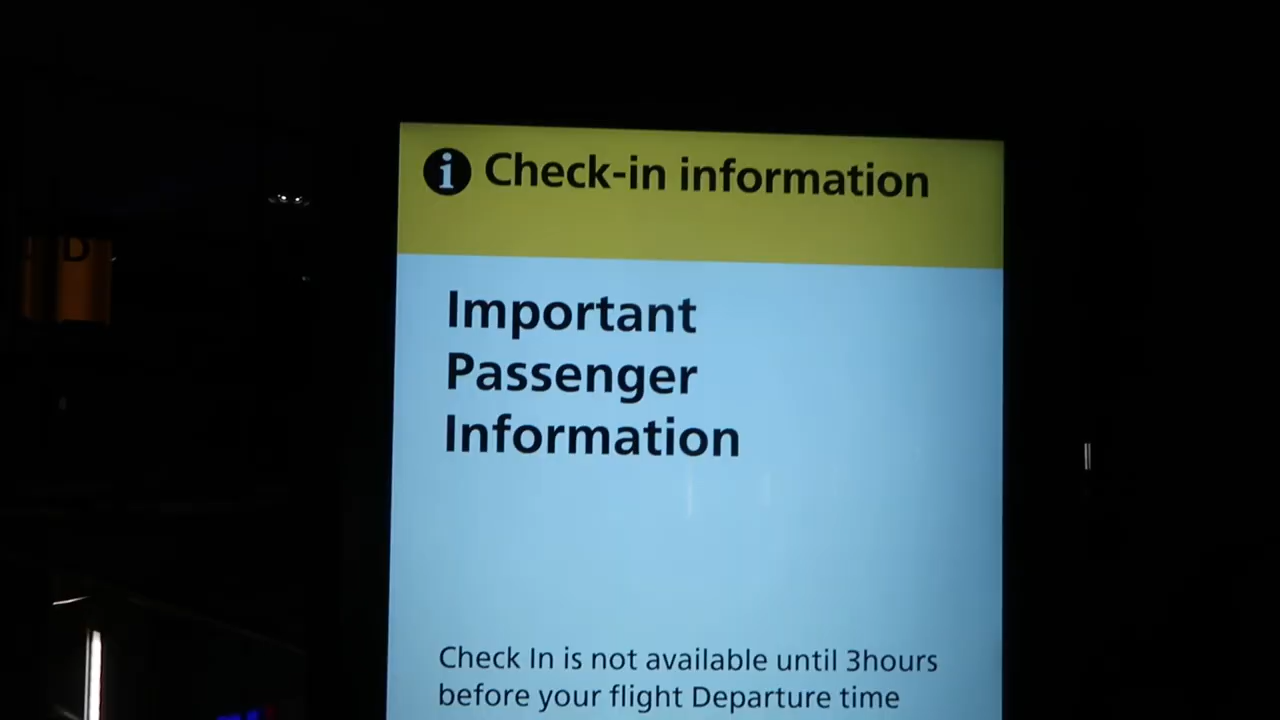 i Check-in information
Important
Passenger
Information
Check In is not available until 3hours
before your flight Departure time
D